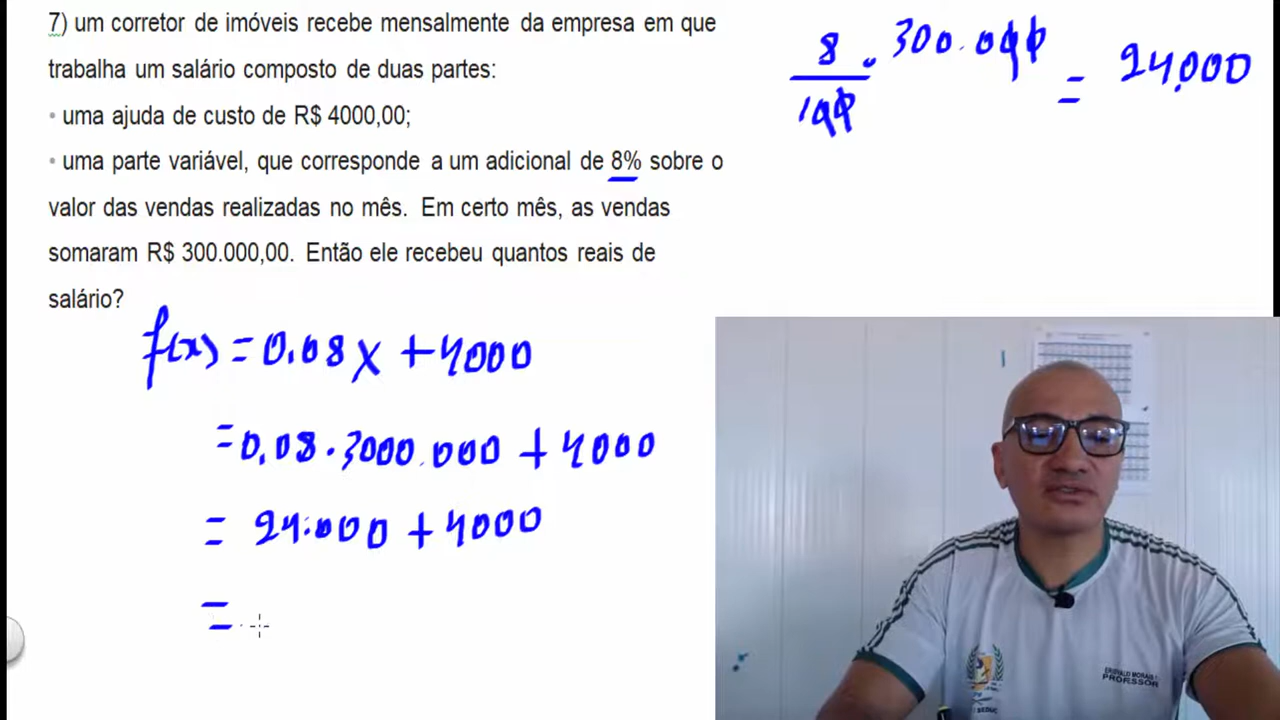 7) um corretor de imóveis recebe mensalmente da empresa em que
trabalha um salário composto de duas partes:
• uma ajuda de custo de R$ 4000,00;
• uma parte variável, que corresponde a um adicional de 8% sobre o
valor das vendas realizadas no mês. Em certo mês, as vendas
somaram R$ 300.000,00. Então ele recebeu quantos reais de
salário?
8/100 . 300.000 = 24.000
f(x) = 0,08x + 4000
= 0,08 . 3000.000 + 4000
= 24.000 + 4000
=
PROFESSOR
SEDUC